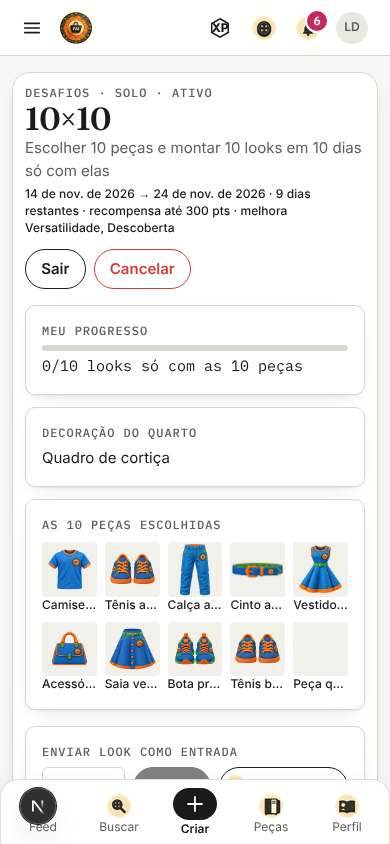 XP
6
LD
DESAFIOS · SOLO · ATIVO
10×10
Escolher 10 peças e montar 10 looks em 10 dias
só com elas
14 de nov. de 2026 → 24 de nov. de 2026 · 9 dias
restantes · recompensa até 300 pts · melhora
Versatilidade, Descoberta
Sair
Cancelar
MEU PROGRESSO
0/10 looks só com as 10 peças
DECORAÇÃO DO QUARTO
Quadro de cortiça
AS 10 PEÇAS ESCOLHIDAS
Camise... Tênis a... Calça a... Cinto a... Vestido...
Acessó... Saia ve... Bota pr... Tênis b... Peça q...
ENVIAR LOOK COMO ENTRADA
N
Feed Buscar Criar Peças Perfil